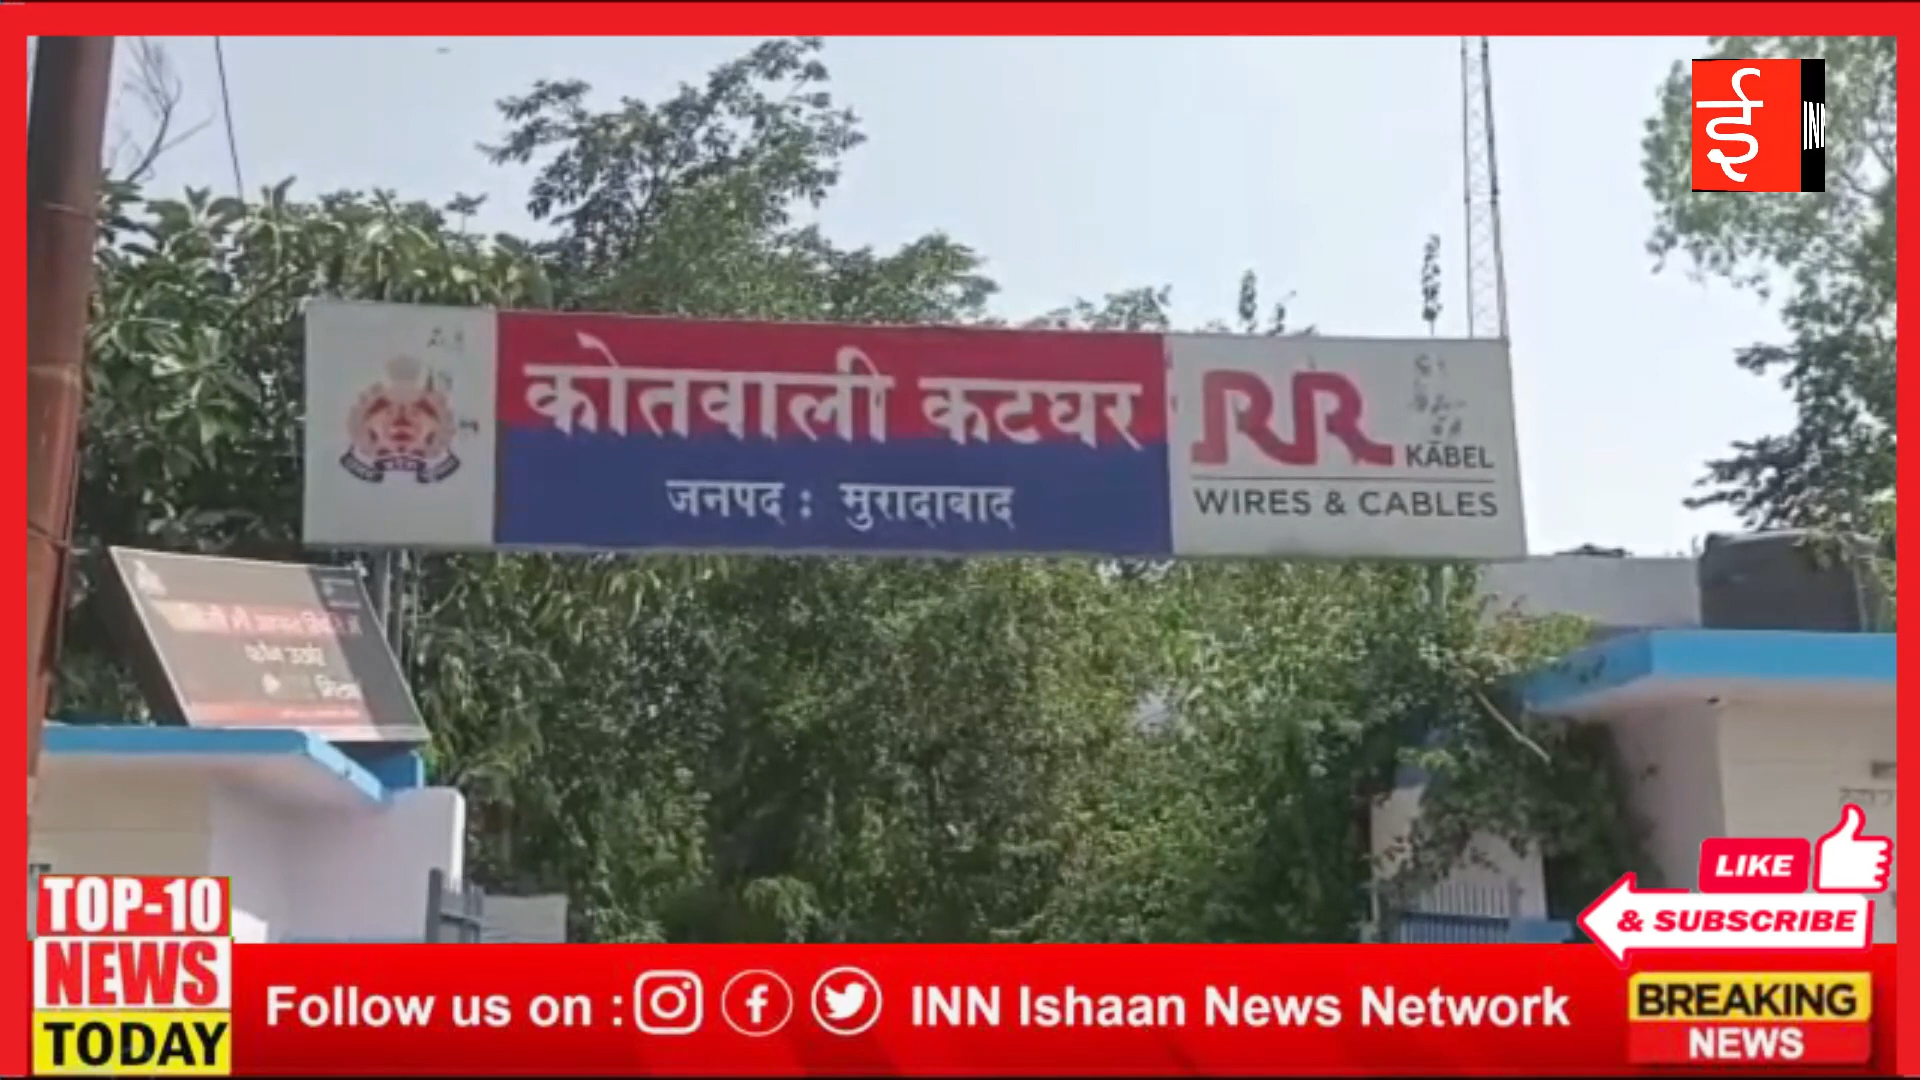 ई
INN
कोतवाली कटघर
जनपद : मुरादाबाद
RR
KABEL
WIRES & CABLES
LIKE
& SUBSCRIBE
TOP-10
NEWS
TODAY
Follow us on :
INN Ishaan News Network
BREAKING
NEWS